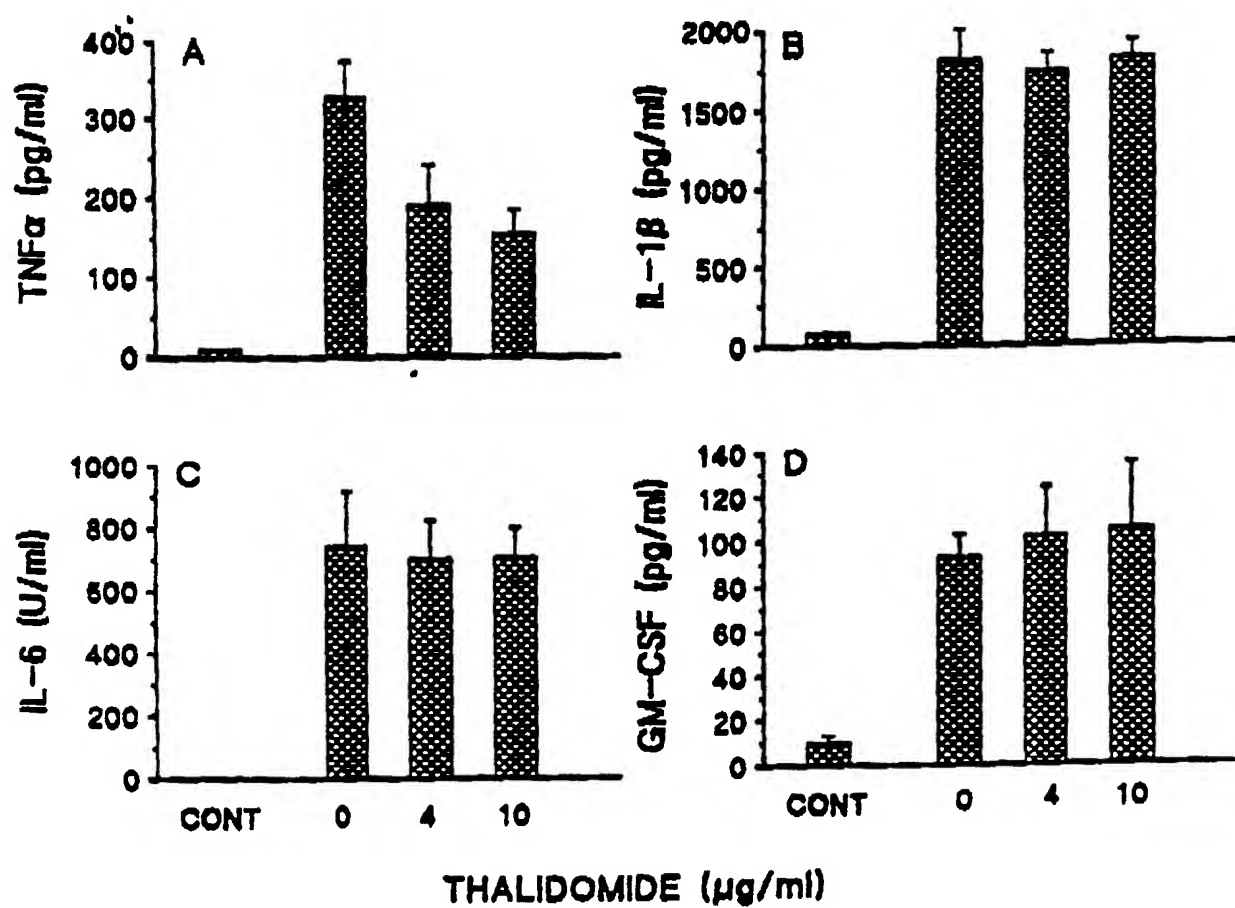 A
TNFα (pg/ml)
400
300
200
100
0
B
IL-1β (pg/ml)
2000
1500
1000
500
0
C
IL-6 (U/ml)
1000
800
600
400
200
0
CONT 0 4 10
D
GM-CSF (pg/ml)
140
120
100
80
60
40
20
0
CONT 0 4 10
THALIDOMIDE (μg/ml)